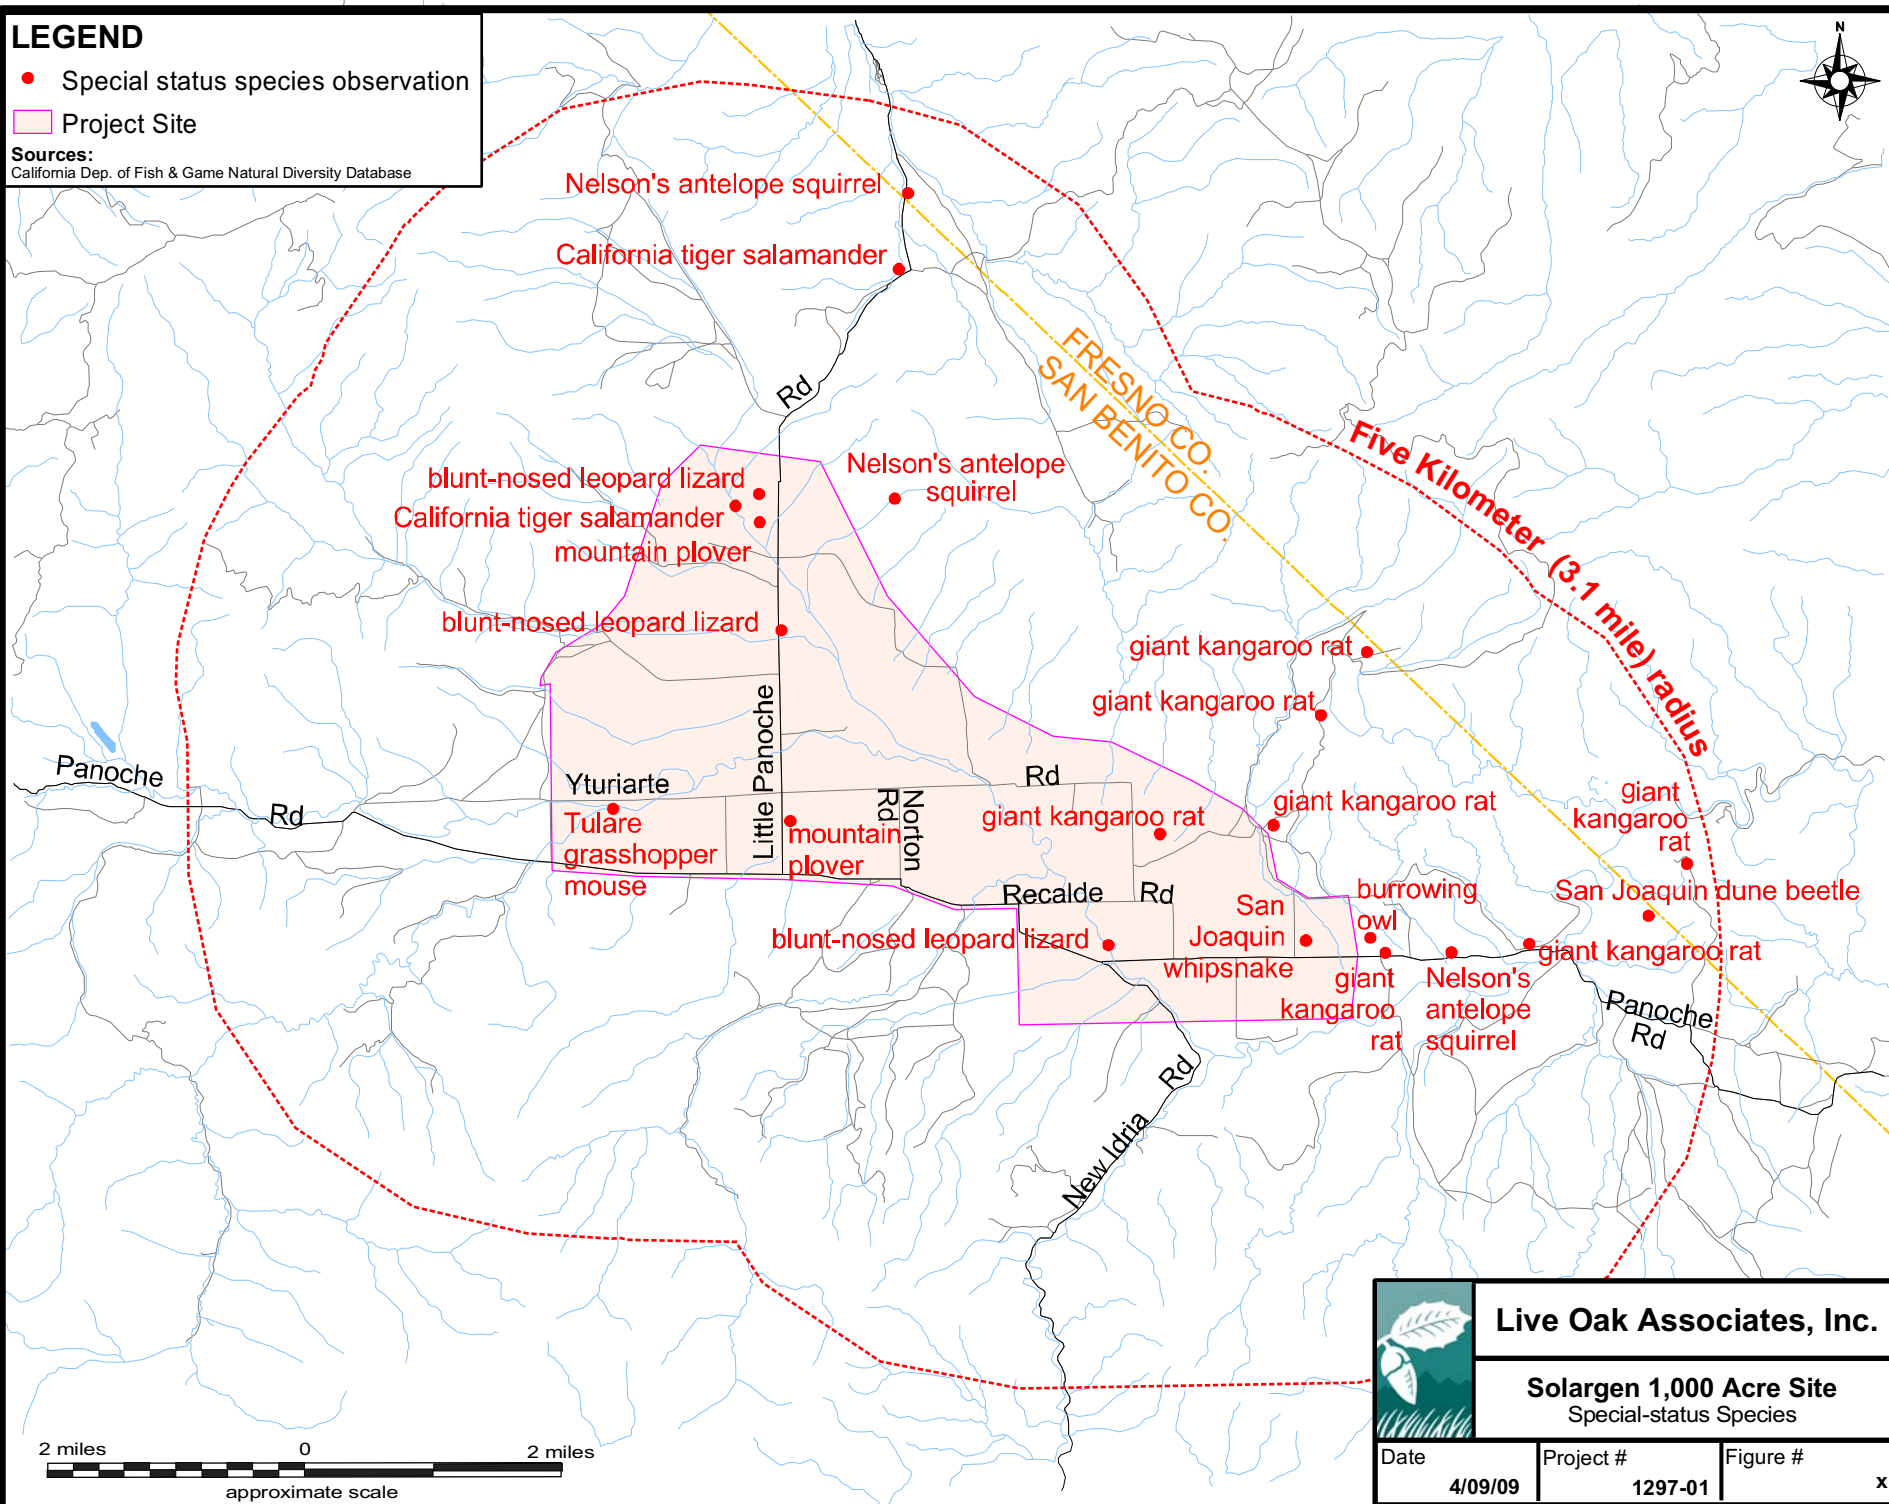 LEGEND
Special status species observation
Project Site
Sources:
California Dep. of Fish & Game Natural Diversity Database
N
Nelson's antelope squirrel
California tiger salamander
Rd
FRESNO CO.
SAN BENITO CO.
Five Kilometer (3.1 mile) radius
blunt-nosed leopard lizard
California tiger salamander
mountain plover
Nelson's antelope
squirrel
blunt-nosed leopard lizard
giant kangaroo rat
giant kangaroo rat
Little Panoche
Panoche
Rd
Yturiarte
Rd
Tulare
grasshopper
mouse
mountain
plover
Norton
Rd
giant kangaroo rat
giant kangaroo rat
giant
kangaroo
rat
San Joaquin dune beetle
Recalde Rd
burrowing
owl
San
Joaquin
whipsnake
blunt-nosed leopard lizard
giant
kangaroo
rat
Nelson's
antelope
squirrel
giant kangaroo rat
Panoche
Rd
New Idria
Rd
2 miles 0 2 miles
approximate scale
Live Oak Associates, Inc.
Solargen 1,000 Acre Site
Special-status Species
Date
4/09/09
Project #
1297-01
Figure #
x